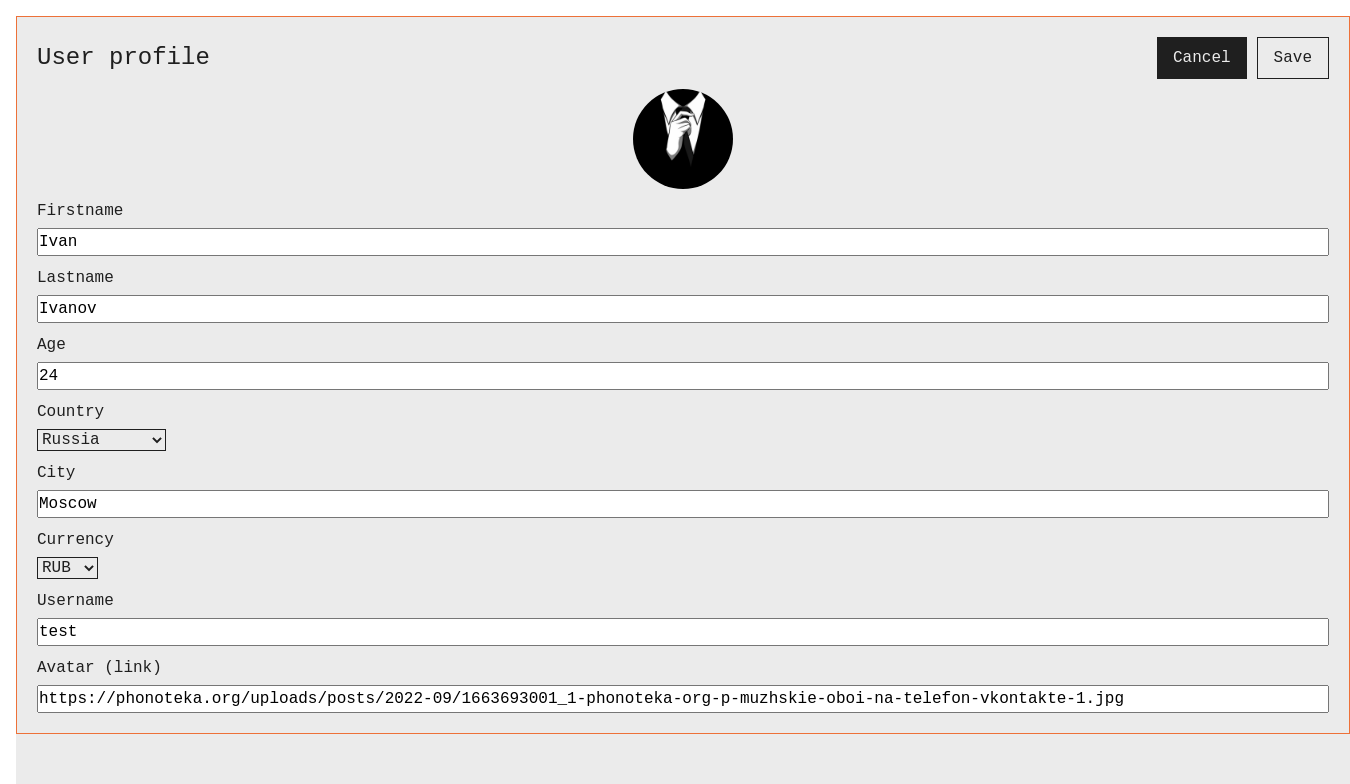 User profile
Cancel
Save
Firstname
Ivan
Lastname
Ivanov
Age
24
Country
Russia
City
Moscow
Currency
RUB
Username
test
Avatar (link)
https://phonoteka.org/uploads/posts/2022-09/1663693001_1-phonoteka-org-p-muzhskie-oboi-na-telefon-vkontakte-1.jpg